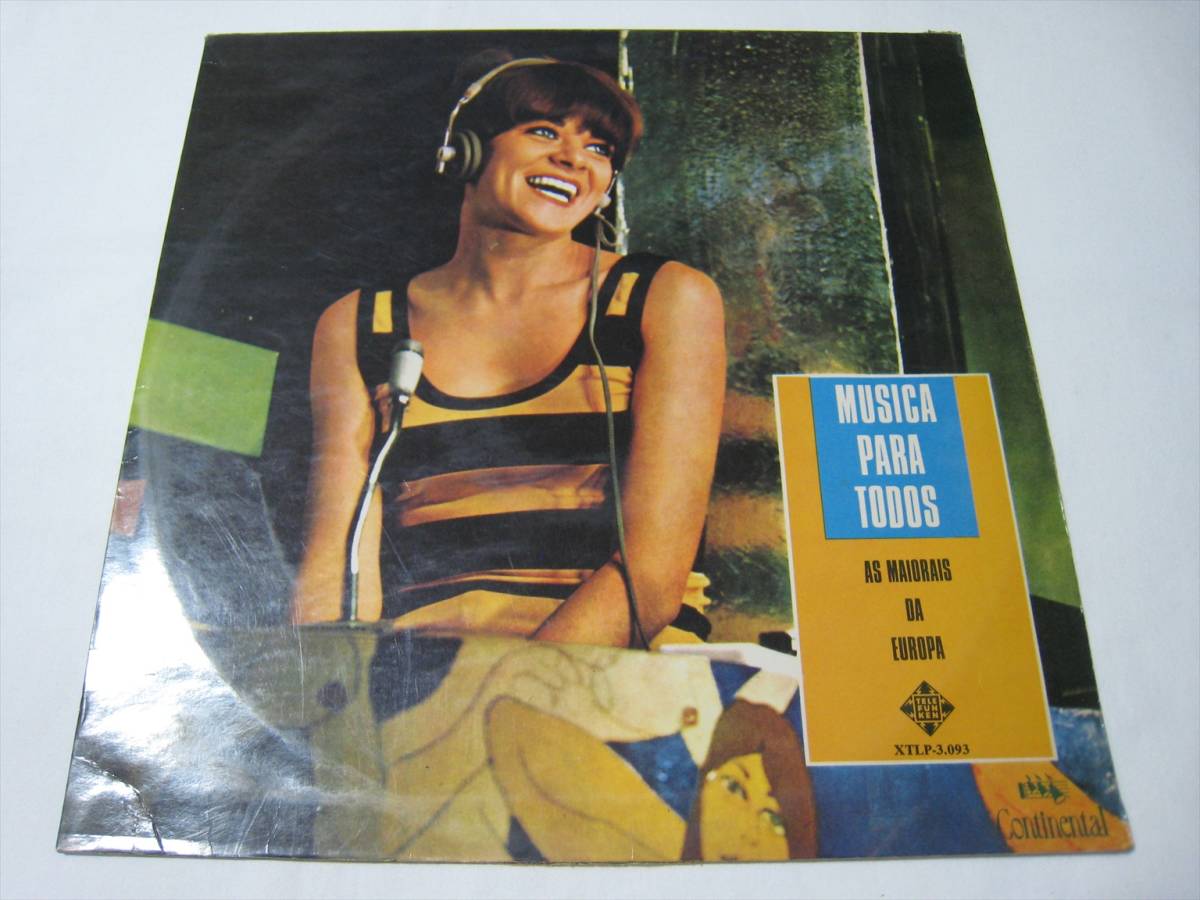 MUSICA
PARA
TODOS
AS MAIORAIS
DA
EUROPA
TELE
FUN
KEN
XTLP-3.093
Continental